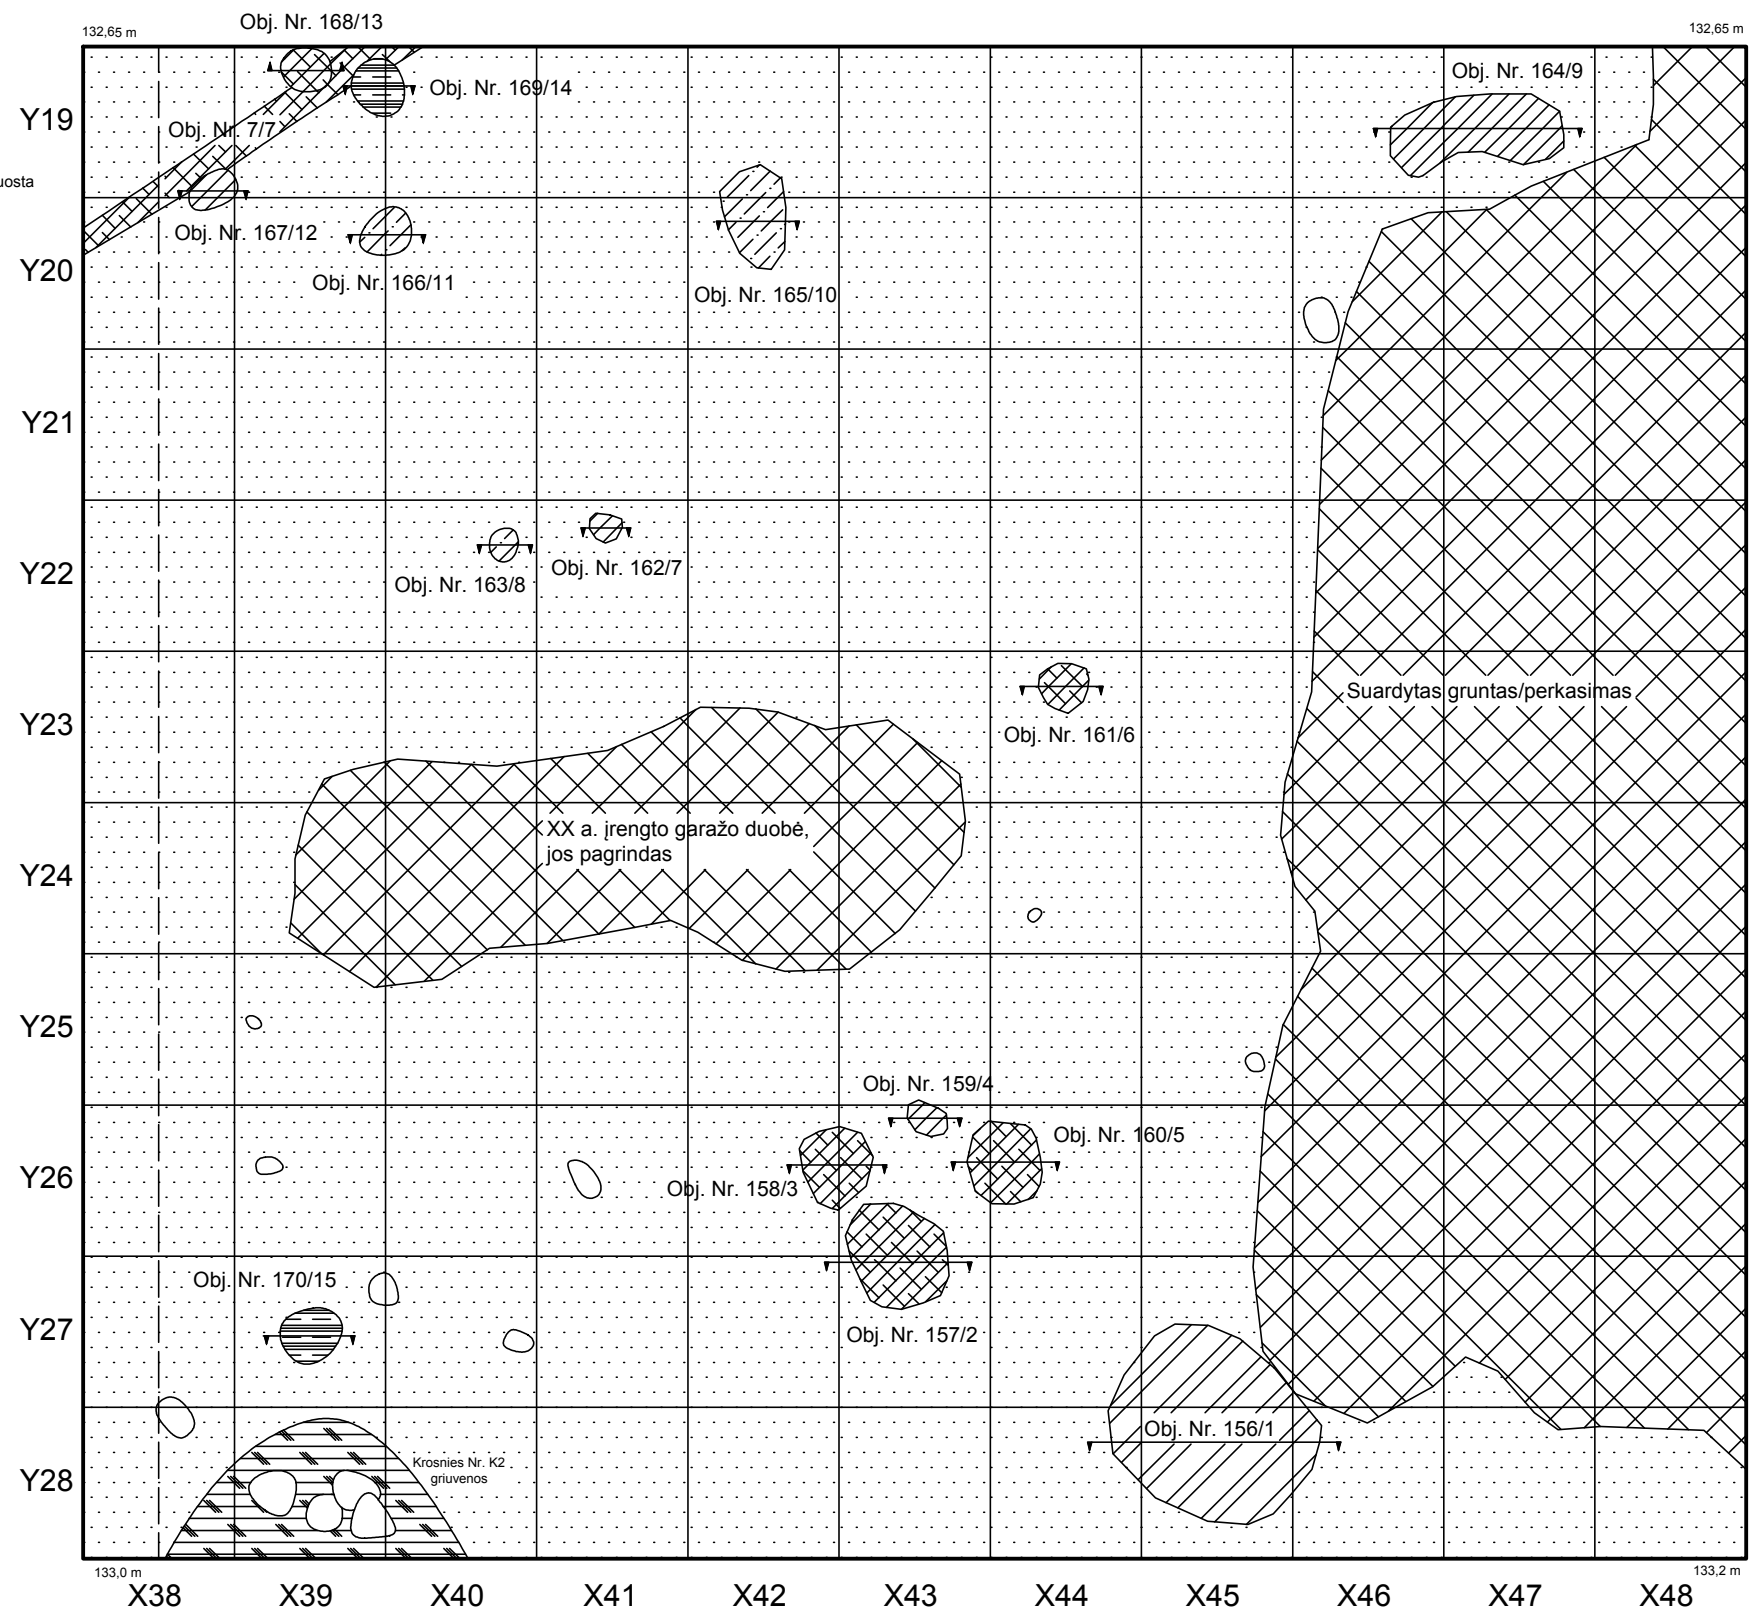 Obj. Nr. 168/13
132,65 m
132,65 m
Obj. Nr. 164/9
Obj. Nr. 169/14
Y19
Obj. Nr. 7/7
uosta
Obj. Nr. 167/12
Y20
Obj. Nr. 166/11
Obj. Nr. 165/10
Y21
Obj. Nr. 162/7
Y22
Obj. Nr. 163/8
Suardytas gruntas/perkasimas
Y23
Obj. Nr. 161/6
XX a. įrengto garažo duobė,
jos pagrindas
Y24
Y25
Obj. Nr. 159/4
Obj. Nr. 160/5
Y26
Obj. Nr. 158/3
Obj. Nr. 170/15
Y27
Obj. Nr. 157/2
Obj. Nr. 156/1
Krosnies Nr. K2
griuvenos
Y28
133,0 m
133,2 m
X38 X39 X40 X41 X42 X43 X44 X45 X46 X47 X48